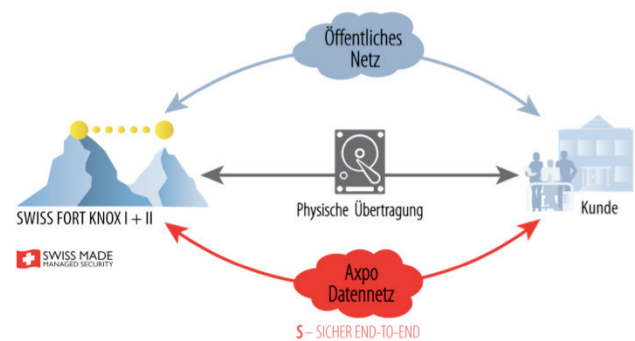 Öffentliches
Netz
SWISS FORT KNOX I + II
Physische Übertragung
Kunde
SWISS MADE
MANAGED SECURITY
Axpo
Datennetz
S – SICHER END-TO-END